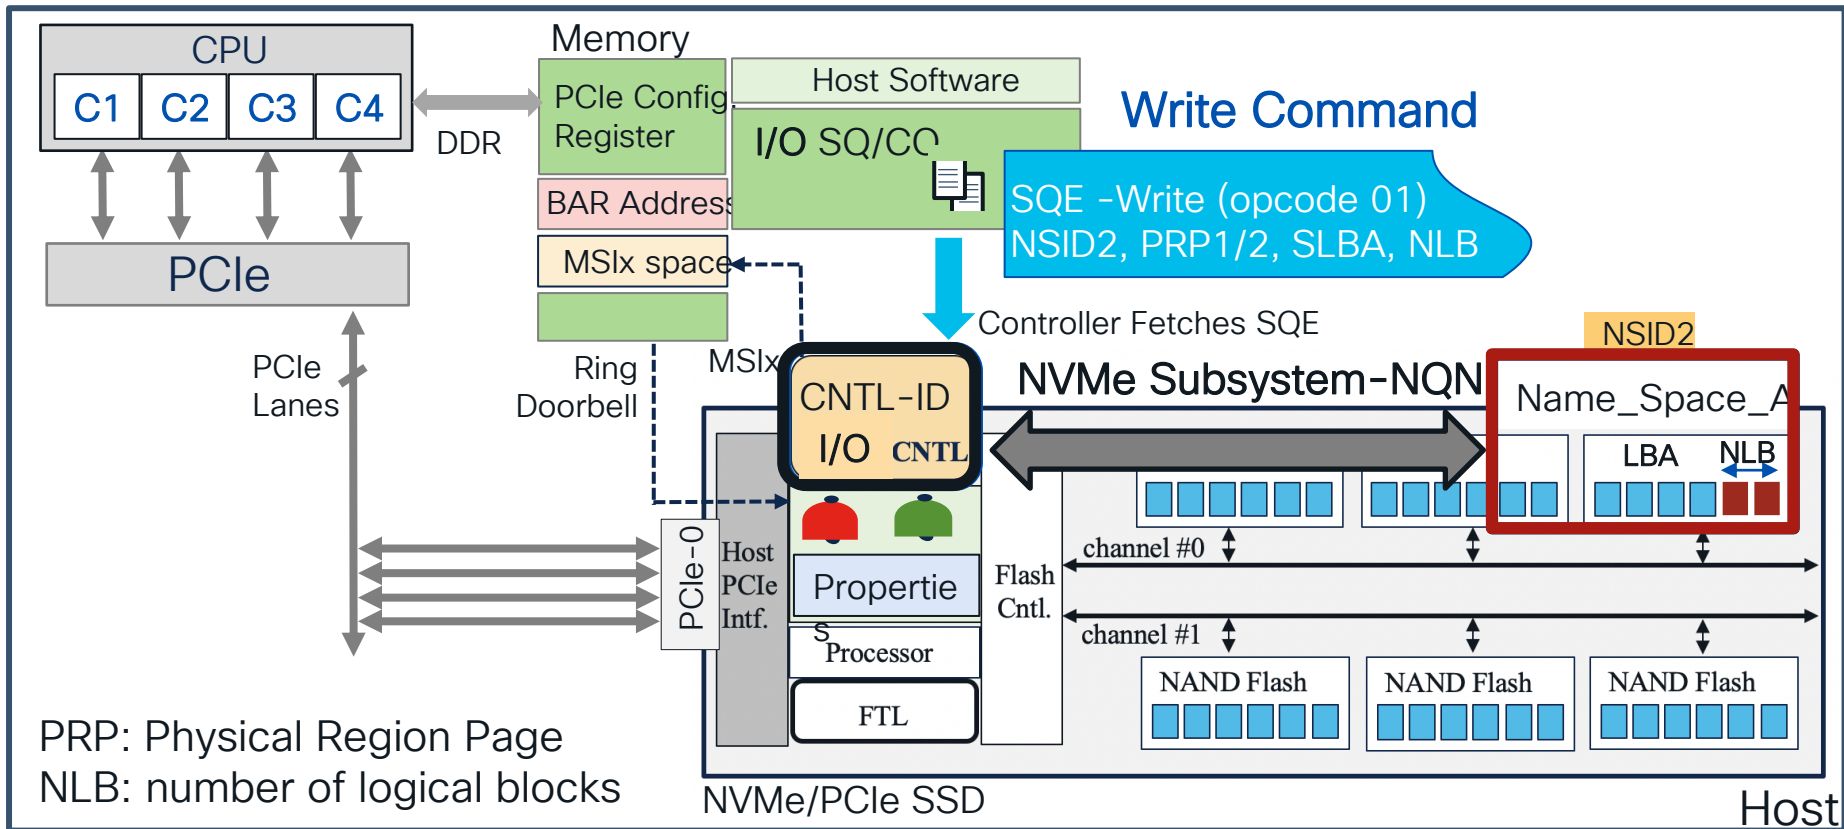 CPU
C1 C2 C3 C4
DDR
PCIe
PCIe
Lanes
Memory
PCIe Config
Register
BAR Address
MSIx space
Host Software
I/O SQ/CQ
Write Command
SQE -Write (opcode 01)
NSID2, PRP1/2, SLBA, NLB
Controller Fetches SQE
Ring
Doorbell
MSIx
CNTL-ID
I/O CNTL
NVMe Subsystem-NQN
NSID2
Name_Space_A
LBA NLB
PCIe-0
Host
PCIe
Intf.
Properties
Processor
FTL
Flash
Cntl.
channel #0
channel #1
NAND Flash
NAND Flash
NAND Flash
PRP: Physical Region Page
NLB: number of logical blocks
NVMe/PCIe SSD
Host